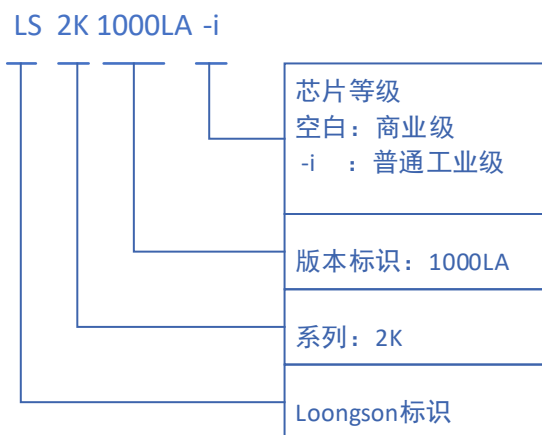 LS 2K 1000LA -i
芯片等级
空白：商业级
-i ：普通工业级
版本标识：1000LA
系列：2K
Loongson标识